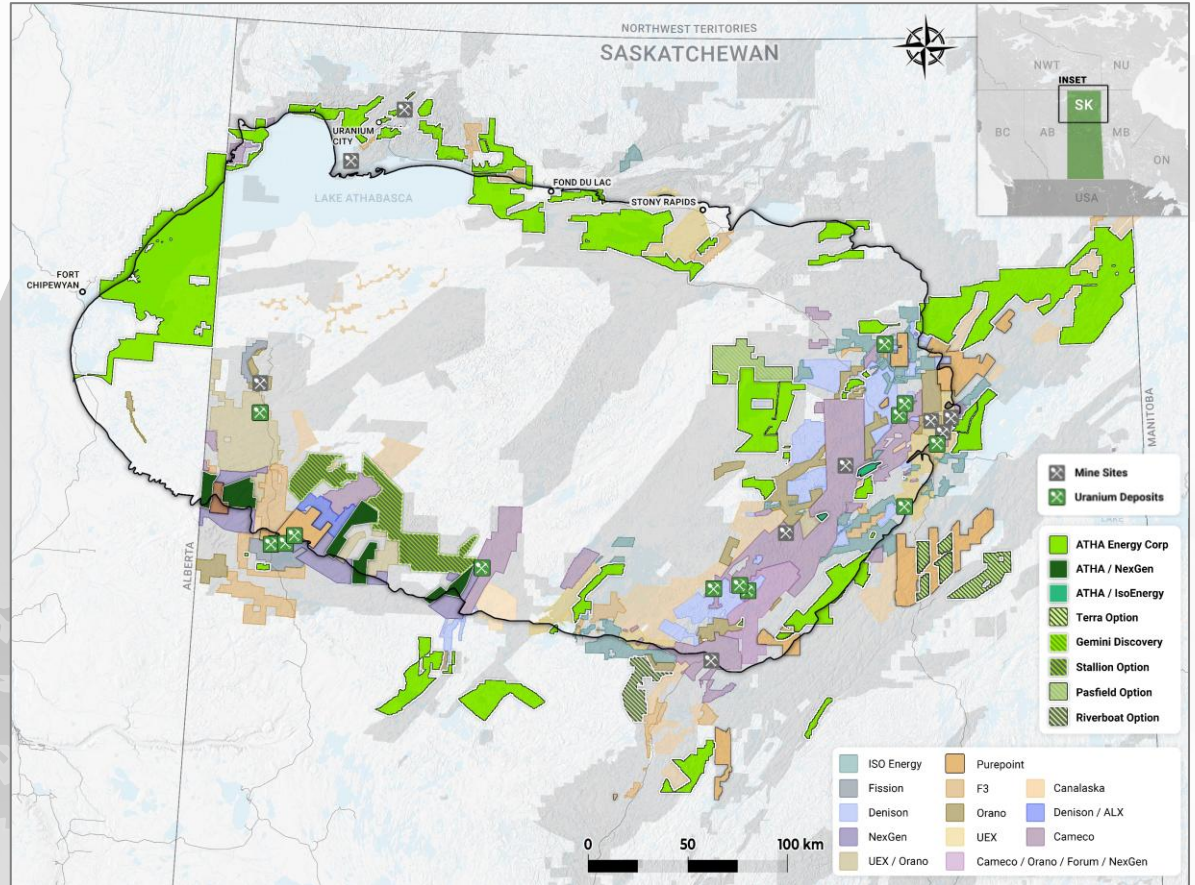 NORTHWEST TERRITORIES
SASKATCHEWAN
NWT
NU
INSET
SK
BC
AB
MB
ON
USA
URANIUM
CITY
LAKE ATHABASCA
FOND DU LAC
STONY RAPIDS
FORT
CHIPEWYAN
ALBERTA
MANITOBA
Mine Sites
Uranium Deposits
LAKE
ATHA Energy Corp
ATHA / NexGen
ATHA / IsoEnergy
Terra Option
Gemini Discovery
Stallion Option
Pasfield Option
Riverboat Option
ISO Energy
Purepoint
Fission
F3
Canalaska
Denison
Orano
Denison / ALX
NexGen
UEX
Cameco
UEX / Orano
Cameco / Orano / Forum / NexGen
0 50 100 km